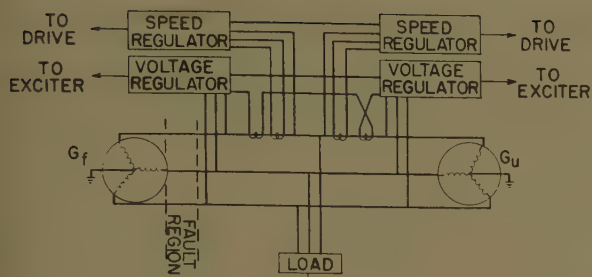 TO
DRIVE
SPEED
REGULATOR
SPEED
REGULATOR
TO
DRIVE
TO
EXCITER
VOLTAGE
REGULATOR
VOLTAGE
REGULATOR
TO
EXCITER
Gf
Gu
FAULT
REGION
LOAD